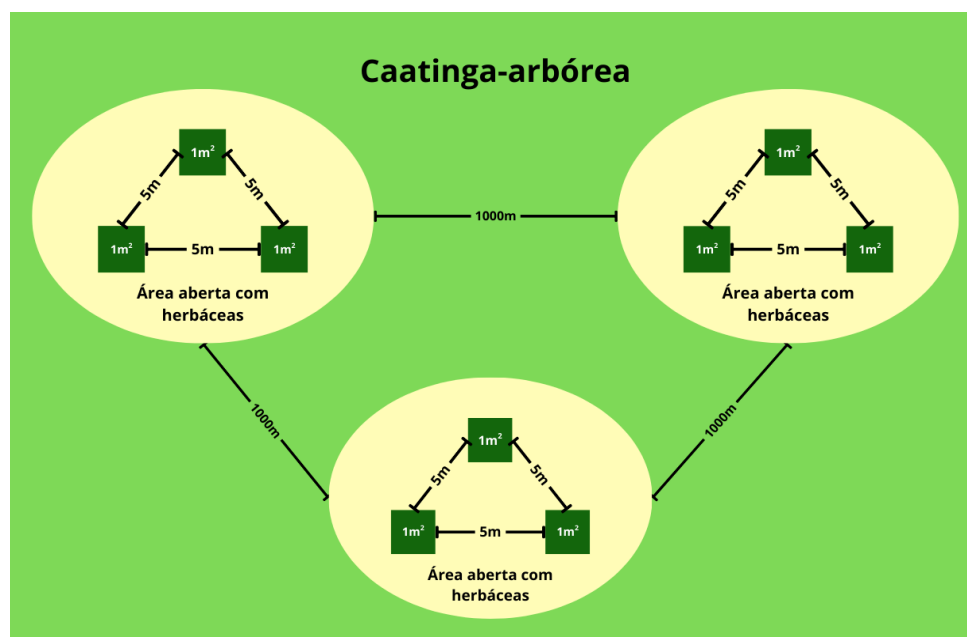 Caatinga-arbórea
1m²
5m
5m
1m²
5m
1m²
Área aberta com
herbáceas
1000m
1m²
5m
5m
1m²
5m
1m²
Área aberta com
herbáceas
1000m
1000m
1m²
5m
5m
1m²
5m
1m²
Área aberta com
herbáceas